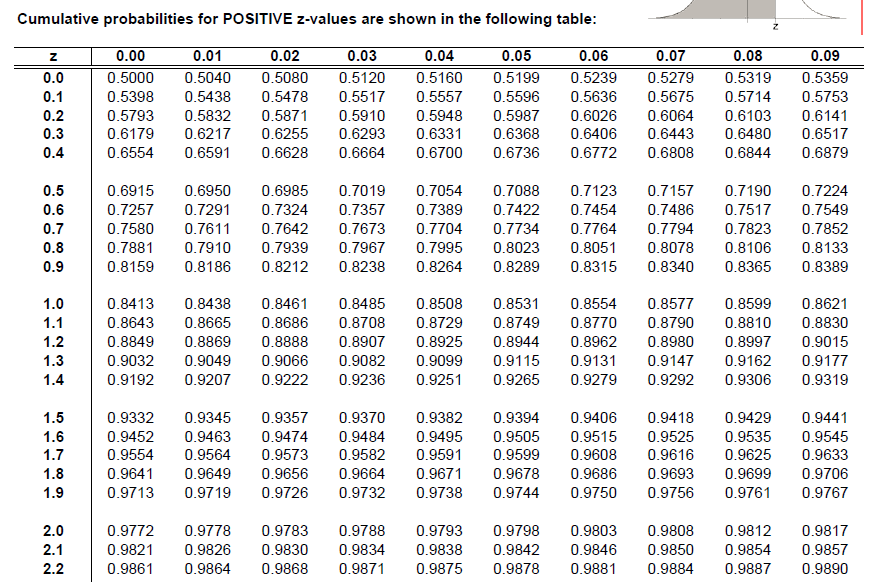 Cumulative probabilities for POSITIVE z-values are shown in the following table:
z
z 0.00 0.01 0.02 0.03 0.04 0.05 0.06 0.07 0.08 0.09
0.0 0.5000 0.5040 0.5080 0.5120 0.5160 0.5199 0.5239 0.5279 0.5319 0.5359
0.1 0.5398 0.5438 0.5478 0.5517 0.5557 0.5596 0.5636 0.5675 0.5714 0.5753
0.2 0.5793 0.5832 0.5871 0.5910 0.5948 0.5987 0.6026 0.6064 0.6103 0.6141
0.3 0.6179 0.6217 0.6255 0.6293 0.6331 0.6368 0.6406 0.6443 0.6480 0.6517
0.4 0.6554 0.6591 0.6628 0.6664 0.6700 0.6736 0.6772 0.6808 0.6844 0.6879
0.5 0.6915 0.6950 0.6985 0.7019 0.7054 0.7088 0.7123 0.7157 0.7190 0.7224
0.6 0.7257 0.7291 0.7324 0.7357 0.7389 0.7422 0.7454 0.7486 0.7517 0.7549
0.7 0.7580 0.7611 0.7642 0.7673 0.7704 0.7734 0.7764 0.7794 0.7823 0.7852
0.8 0.7881 0.7910 0.7939 0.7967 0.7995 0.8023 0.8051 0.8078 0.8106 0.8133
0.9 0.8159 0.8186 0.8212 0.8238 0.8264 0.8289 0.8315 0.8340 0.8365 0.8389
1.0 0.8413 0.8438 0.8461 0.8485 0.8508 0.8531 0.8554 0.8577 0.8599 0.8621
1.1 0.8643 0.8665 0.8686 0.8708 0.8729 0.8749 0.8770 0.8790 0.8810 0.8830
1.2 0.8849 0.8869 0.8888 0.8907 0.8925 0.8944 0.8962 0.8980 0.8997 0.9015
1.3 0.9032 0.9049 0.9066 0.9082 0.9099 0.9115 0.9131 0.9147 0.9162 0.9177
1.4 0.9192 0.9207 0.9222 0.9236 0.9251 0.9265 0.9279 0.9292 0.9306 0.9319
1.5 0.9332 0.9345 0.9357 0.9370 0.9382 0.9394 0.9406 0.9418 0.9429 0.9441
1.6 0.9452 0.9463 0.9474 0.9484 0.9495 0.9505 0.9515 0.9525 0.9535 0.9545
1.7 0.9554 0.9564 0.9573 0.9582 0.9591 0.9599 0.9608 0.9616 0.9625 0.9633
1.8 0.9641 0.9649 0.9656 0.9664 0.9671 0.9678 0.9686 0.9693 0.9699 0.9706
1.9 0.9713 0.9719 0.9726 0.9732 0.9738 0.9744 0.9750 0.9756 0.9761 0.9767
2.0 0.9772 0.9778 0.9783 0.9788 0.9793 0.9798 0.9803 0.9808 0.9812 0.9817
2.1 0.9821 0.9826 0.9830 0.9834 0.9838 0.9842 0.9846 0.9850 0.9854 0.9857
2.2 0.9861 0.9864 0.9868 0.9871 0.9875 0.9878 0.9881 0.9884 0.9887 0.9890